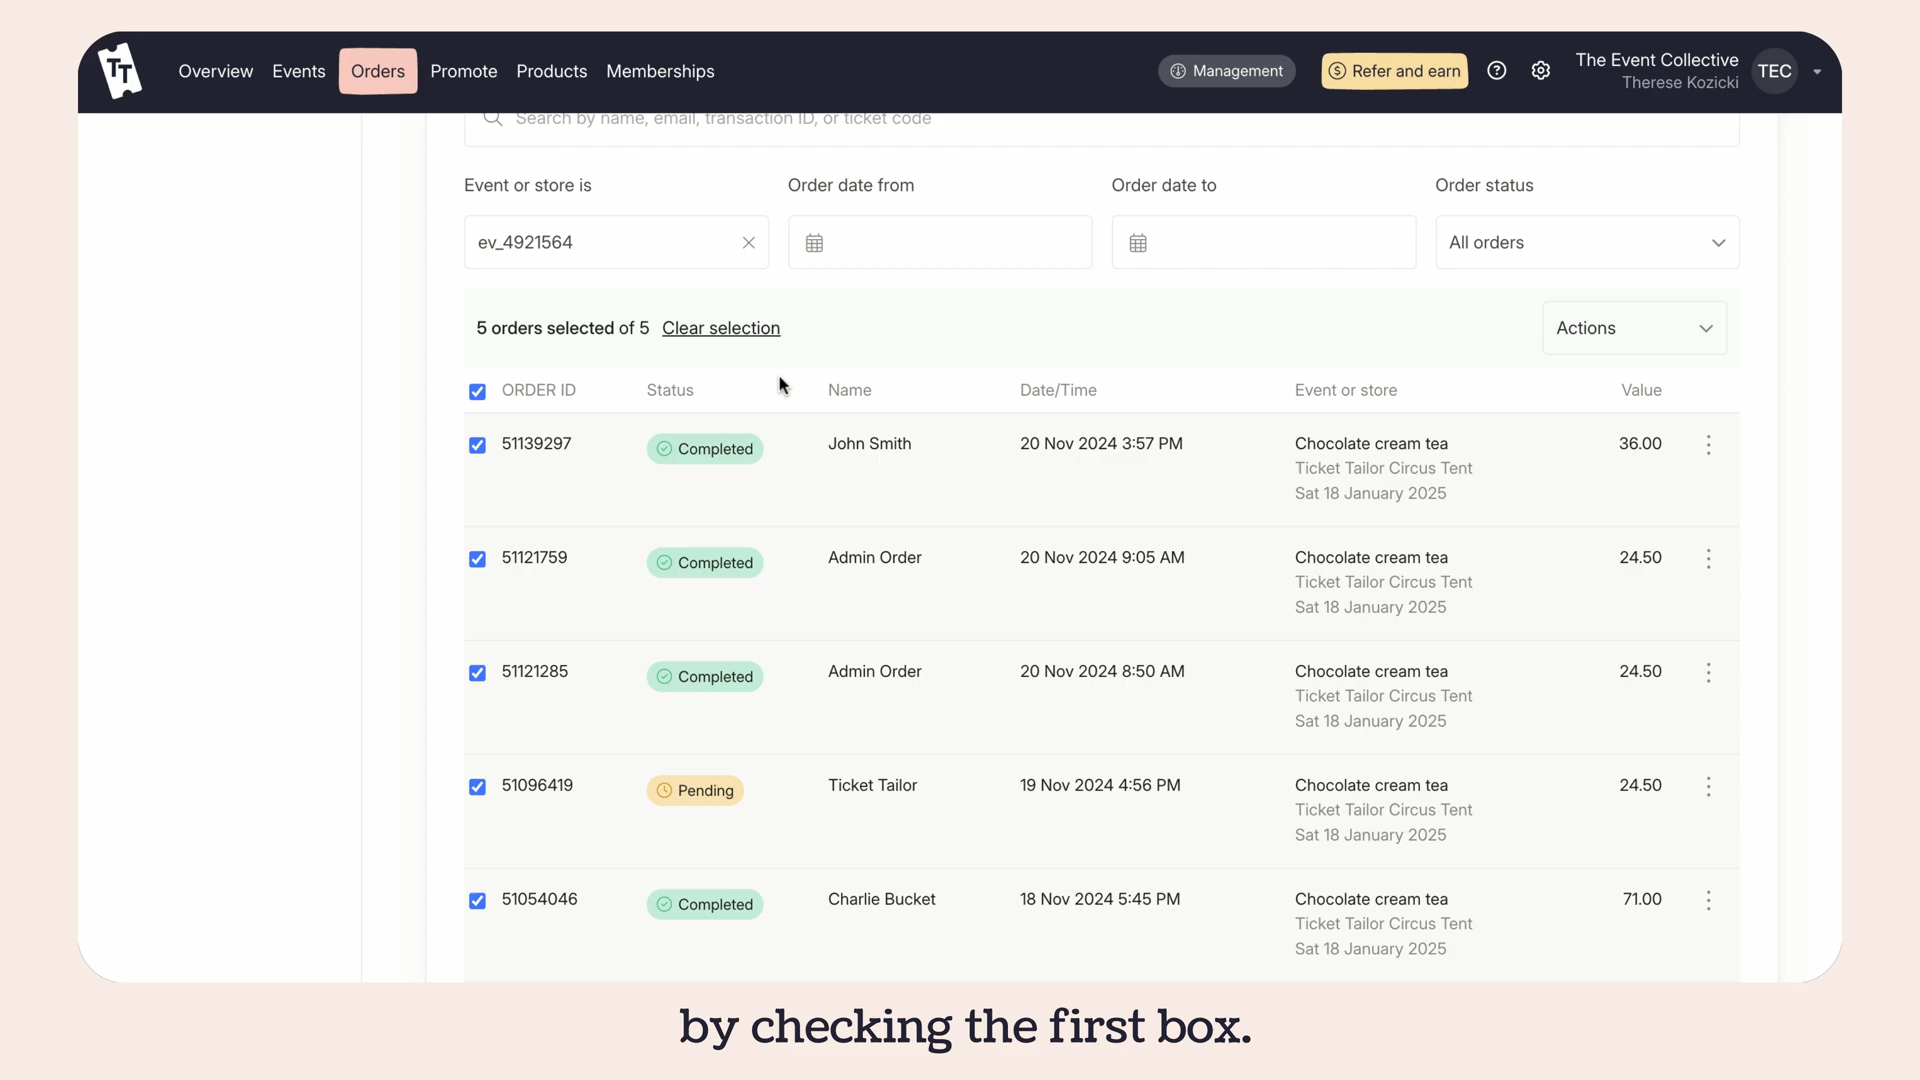 TT
Overview Events Orders Promote Products Memberships Management Refer and earn The Event Collective TEC
Therese Kozicki
Search by name, email, transaction ID, or ticket code
Event or store is Order date from Order date to Order status
ev_4921564 All orders
5 orders selected of 5 Clear selection Actions
ORDER ID Status Name Date/Time Event or store Value
51139297 Completed John Smith 20 Nov 2024 3:57 PM Chocolate cream tea 36.00
Ticket Tailor Circus Tent
Sat 18 January 2025
51121759 Completed Admin Order 20 Nov 2024 9:05 AM Chocolate cream tea 24.50
Ticket Tailor Circus Tent
Sat 18 January 2025
51121285 Completed Admin Order 20 Nov 2024 8:50 AM Chocolate cream tea 24.50
Ticket Tailor Circus Tent
Sat 18 January 2025
51096419 Pending Ticket Tailor 19 Nov 2024 4:56 PM Chocolate cream tea 24.50
Ticket Tailor Circus Tent
Sat 18 January 2025
51054046 Completed Charlie Bucket 18 Nov 2024 5:45 PM Chocolate cream tea 71.00
Ticket Tailor Circus Tent
Sat 18 January 2025
by checking the first box.